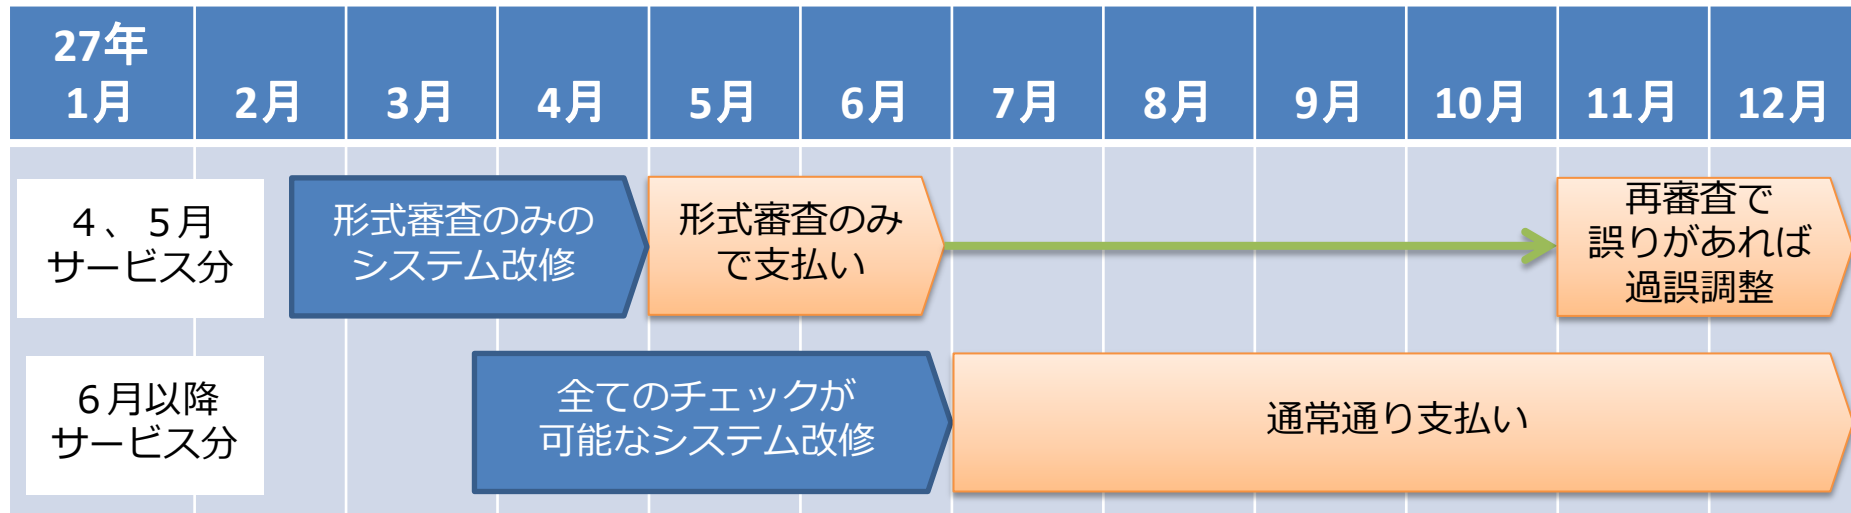 27年
1月
2月
3月
4月
5月
6月
7月
8月
9月
10月
11月
12月
４、５月
サービス分
形式審査のみの
システム改修
形式審査のみ
で支払い
再審査で
誤りがあれば
過誤調整
６月以降
サービス分
全てのチェックが
可能なシステム改修
通常通り支払い